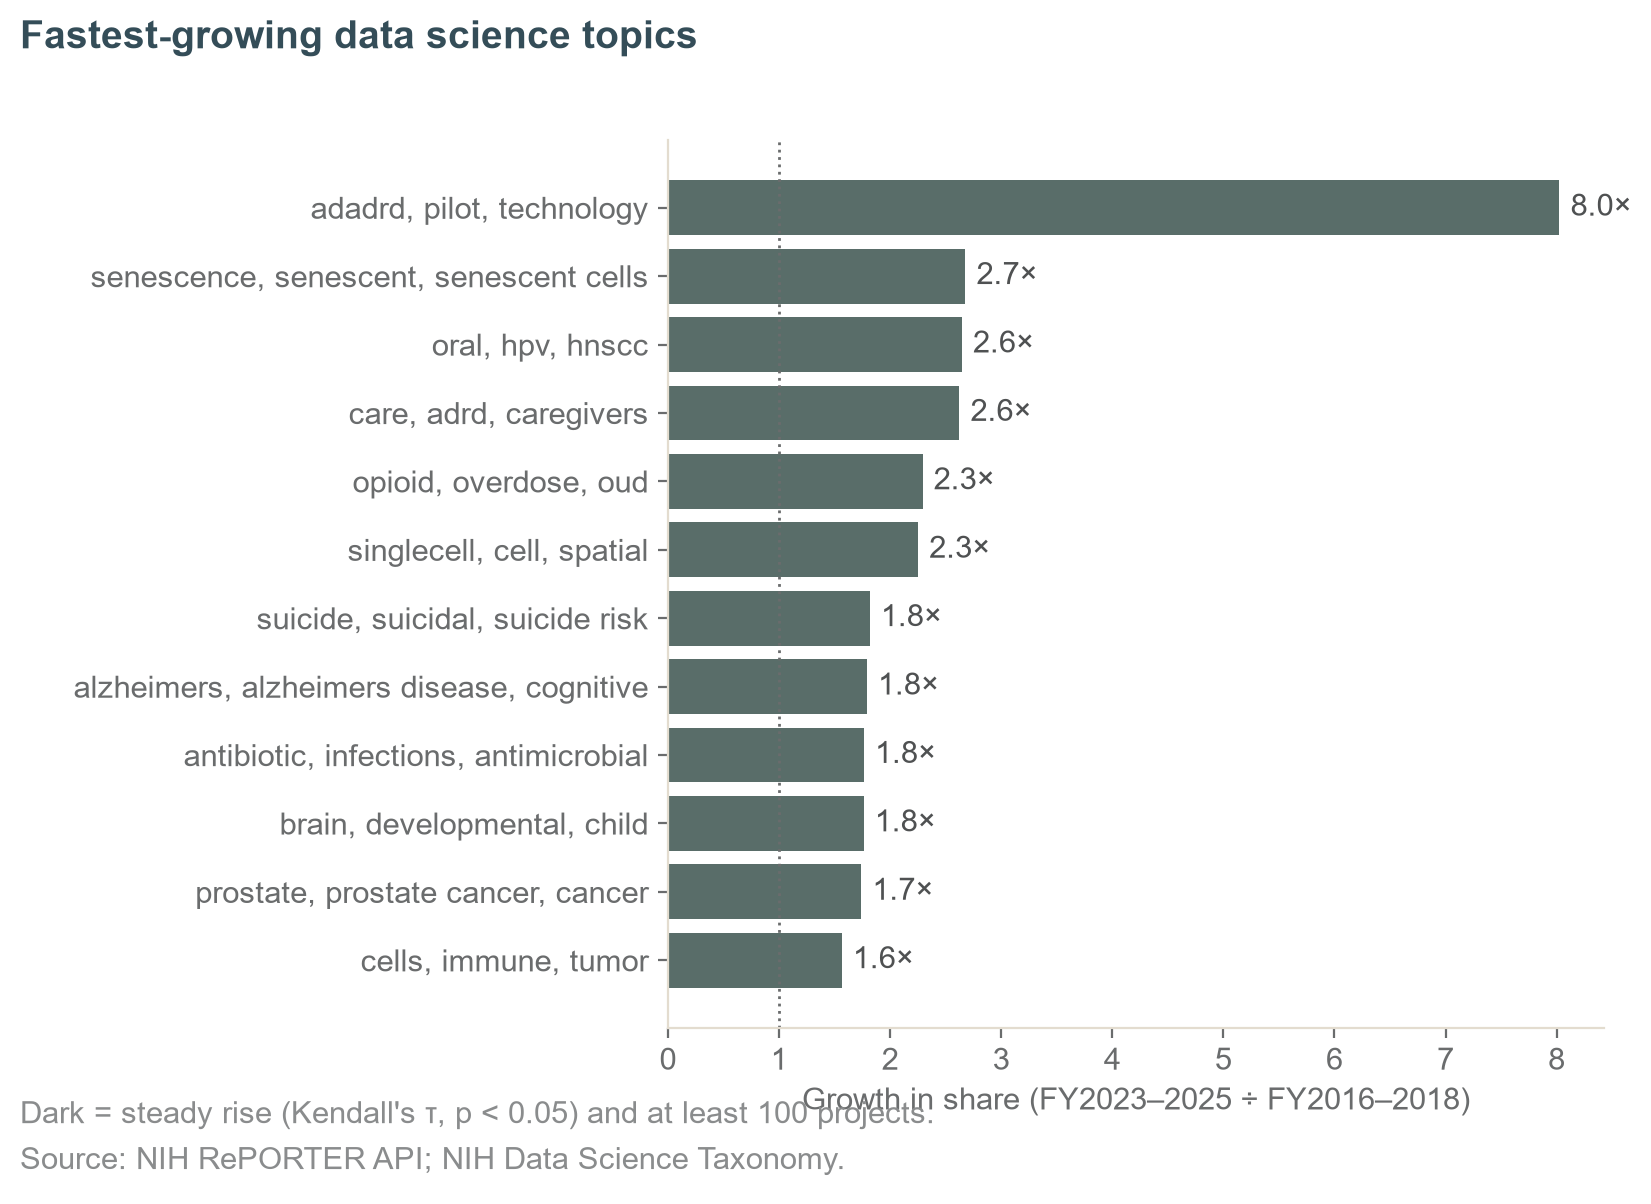 Fastest-growing data science topics
adadrd, pilot, technology
8.0×
senescence, senescent, senescent cells
2.7×
oral, hpv, hnscc
2.6×
care, adrd, caregivers
2.6×
opioid, overdose, oud
2.3×
singlecell, cell, spatial
2.3×
suicide, suicidal, suicide risk
1.8×
alzheimers, alzheimers disease, cognitive
1.8×
antibiotic, infections, antimicrobial
1.8×
brain, developmental, child
1.8×
prostate, prostate cancer, cancer
1.7×
cells, immune, tumor
1.6×
0 1 2 3 4 5 6 7 8
Growth in share (FY2023–2025 ÷ FY2016–2018)
Dark = steady rise (Kendall's τ, p < 0.05) and at least 100 projects.
Source: NIH RePORTER API; NIH Data Science Taxonomy.